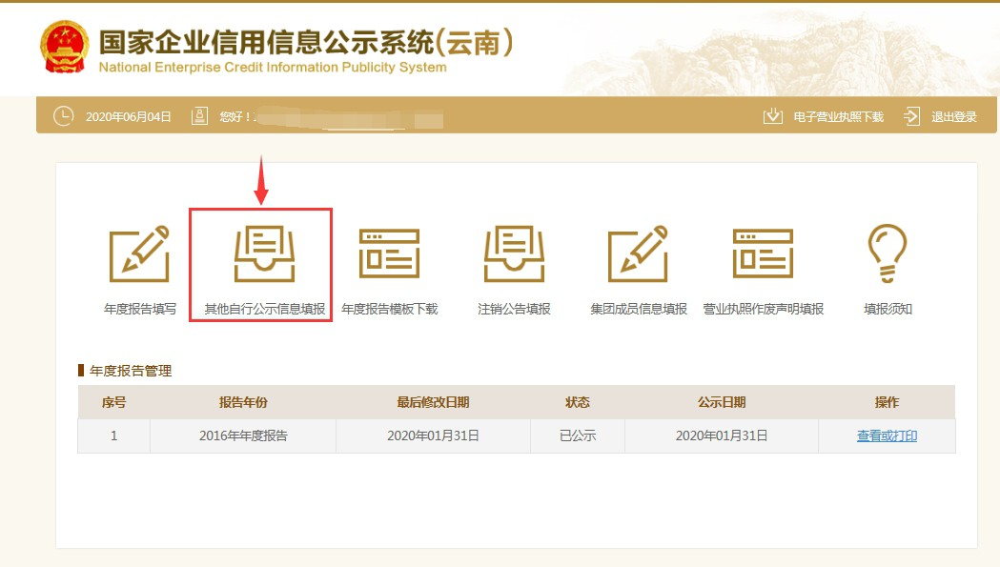 国家企业信用信息公示系统(云南)
National Enterprise Credit Information Publicity System
2020年06月04日 您好！ 电子营业执照下载 退出登录
年度报告填写 其他自行公示信息填报 年度报告模板下载 注销公告填报 集团成员信息填报 营业执照作废声明填报 填报须知
年度报告管理
序号 报告年份 最后修改日期 状态 公示日期 操作
1 2016年年度报告 2020年01月31日 已公示 2020年01月31日 查看或打印